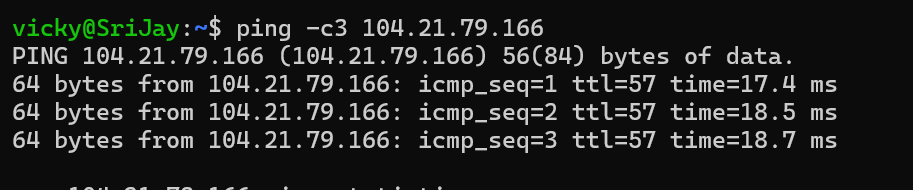 vicky@SriJay:~$ ping -c3 104.21.79.166
PING 104.21.79.166 (104.21.79.166) 56(84) bytes of data.
64 bytes from 104.21.79.166: icmp_seq=1 ttl=57 time=17.4 ms
64 bytes from 104.21.79.166: icmp_seq=2 ttl=57 time=18.5 ms
64 bytes from 104.21.79.166: icmp_seq=3 ttl=57 time=18.7 ms